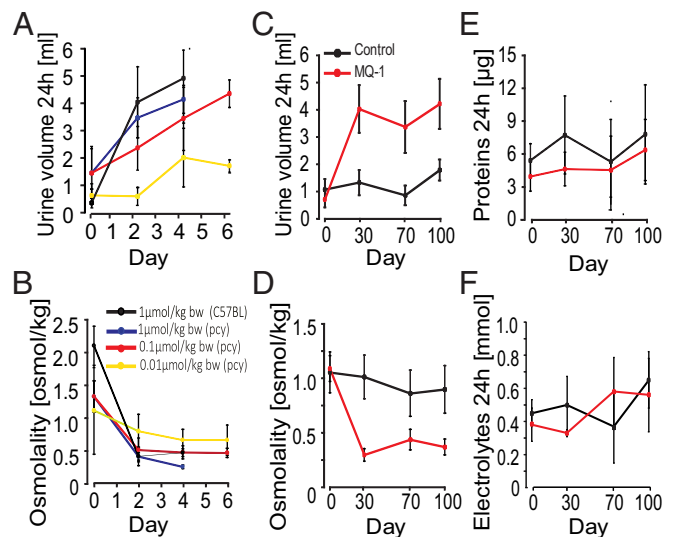 A
Urine volume 24h [ml]
6
5
4
3
2
1
0
0 1 2 3 4 5 6
Day
C
Urine volume 24h [ml]
6
5
4
3
2
1
0
Control
MQ-1
0 30 70 100
Day
E
Proteins 24h [µg]
15
12
9
6
3
0
0 30 70 100
Day
B
Osmolality [osmol/kg]
2.5
2.0
1.5
1.0
0.5
0
1µmol/kg bw (C57BL)
1µmol/kg bw (pcy)
0.1µmol/kg bw (pcy)
0.01µmol/kg bw (pcy)
0 2 2 4 6
Day
D
Osmolality [osmol/kg]
1.5
1.0
0.5
0
0 30 70 100
Day
F
Electrolytes 24h [mmol]
1.0
0.8
0.6
0.4
0.2
0
0 30 70 100
Day